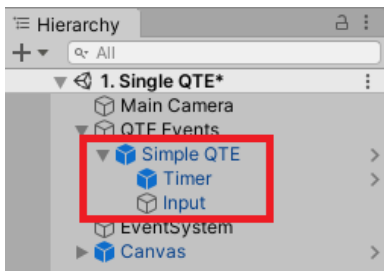 Hierarchy
All
1. Single QTE*
Main Camera
QTE Events
Simple QTE
Timer
Input
EventSystem
Canvas